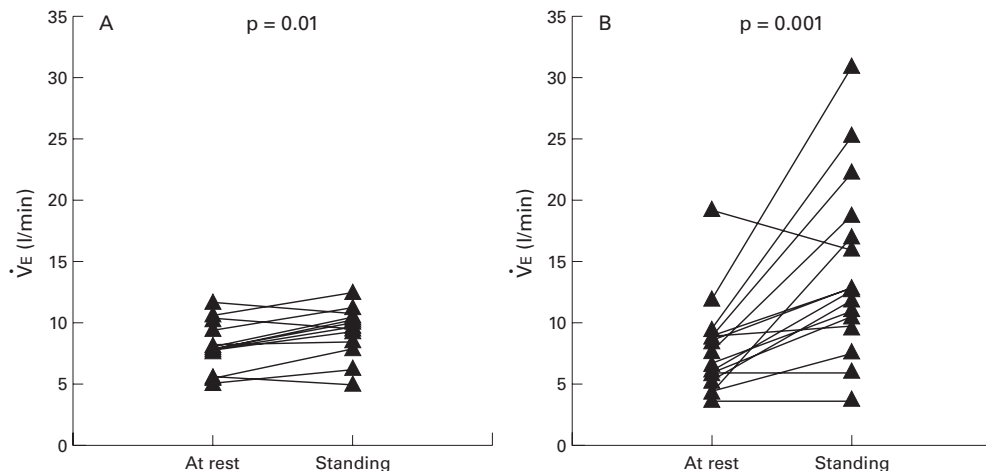 A p = 0.01
35
30
25
20
15
10
5
0
V̇E (l/min)
At rest Standing
B p = 0.001
35
30
25
20
15
10
5
0
V̇E (l/min)
At rest Standing